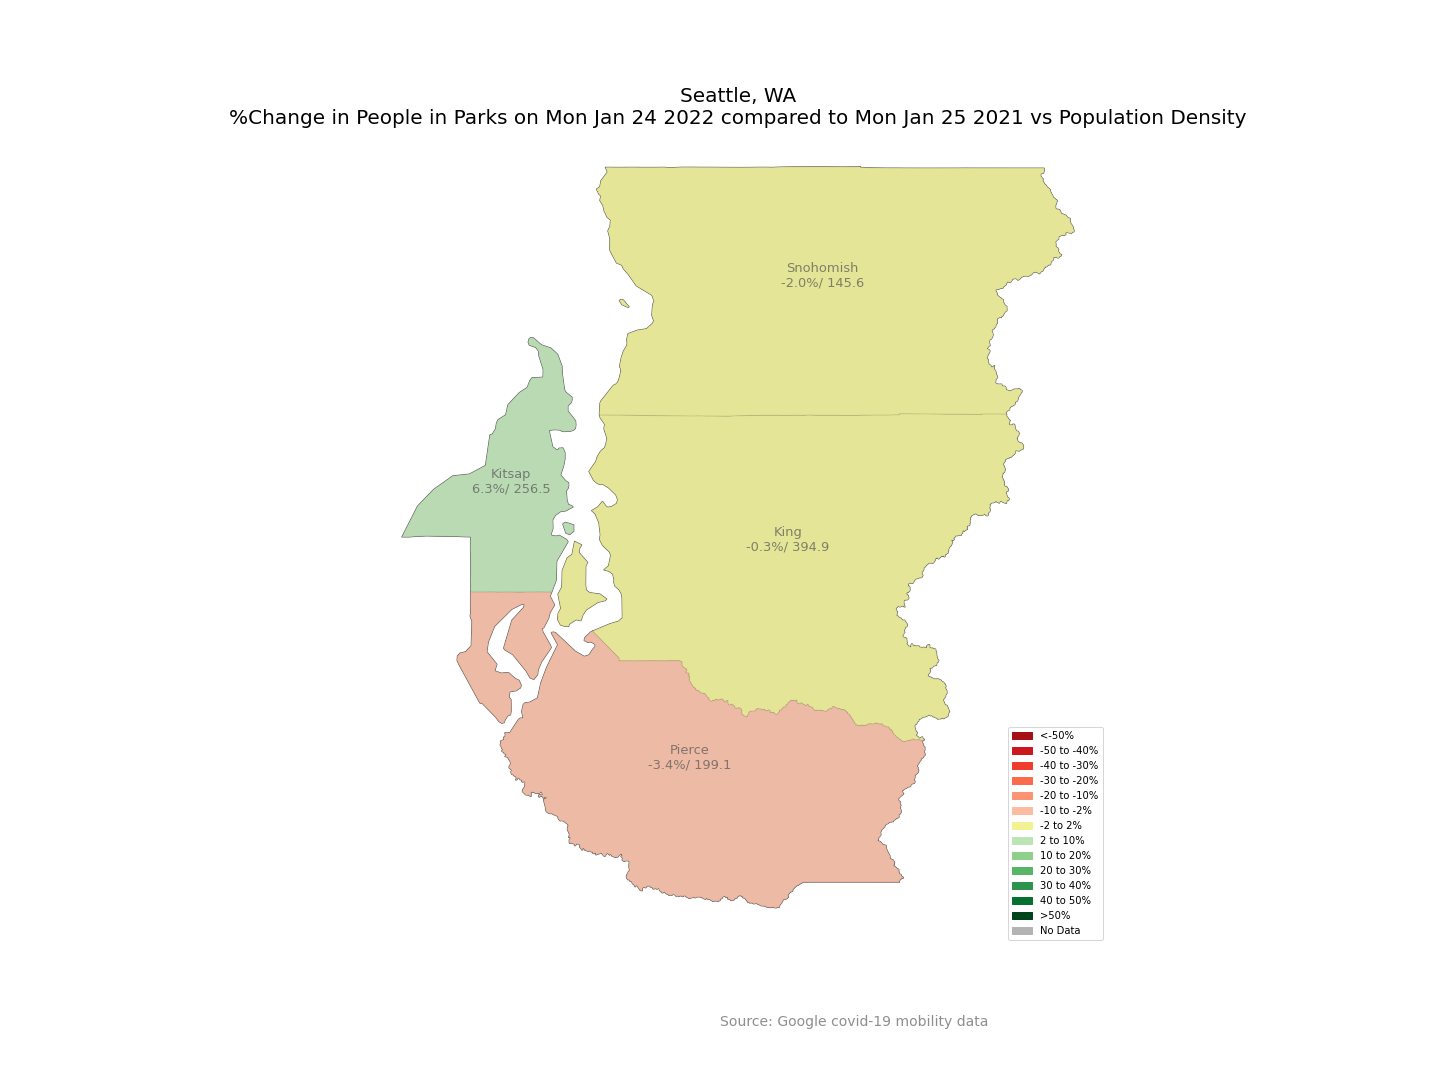 Seattle, WA
%Change in People in Parks on Mon Jan 24 2022 compared to Mon Jan 25 2021 vs Population Density
Snohomish
-2.0%/ 145.6
Kitsap
6.3%/ 256.5
King
-0.3%/ 394.9
Pierce
-3.4%/ 199.1
<-50%
-50 to -40%
-40 to -30%
-30 to -20%
-20 to -10%
-10 to -2%
-2 to 2%
2 to 10%
10 to 20%
20 to 30%
30 to 40%
40 to 50%
>50%
No Data
Source: Google covid-19 mobility data